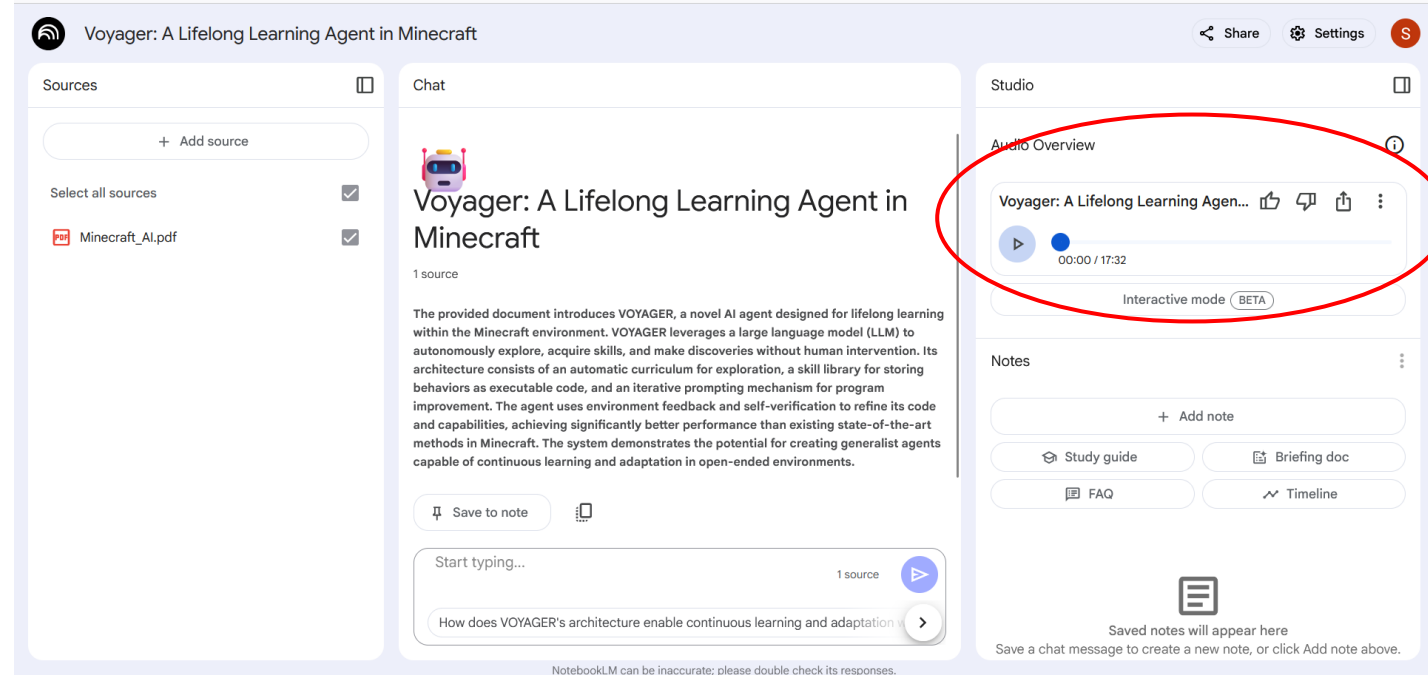 Voyager: A Lifelong Learning Agent in Minecraft
Share
Settings
S
Sources
+ Add source
Select all sources
PDF Minecraft_AI.pdf
Chat
Voyager: A Lifelong Learning Agent in
Minecraft
1 source
The provided document introduces VOYAGER, a novel AI agent designed for lifelong learning
within the Minecraft environment. VOYAGER leverages a large language model (LLM) to
autonomously explore, acquire skills, and make discoveries without human intervention. Its
architecture consists of an automatic curriculum for exploration, a skill library for storing
behaviors as executable code, and an iterative prompting mechanism for program
improvement. The agent uses environment feedback and self-verification to refine its code
and capabilities, achieving significantly better performance than existing state-of-the-art
methods in Minecraft. The system demonstrates the potential for creating generalist agents
capable of continuous learning and adaptation in open-ended environments.
Save to note
Start typing...
1 source
How does VOYAGER's architecture enable continuous learning and adaptation
NotebookLM can be inaccurate; please double check its responses.
Studio
Audio Overview
Voyager: A Lifelong Learning Agen...
00:00 / 17:32
Interactive mode BETA
Notes
+ Add note
Study guide
Briefing doc
FAQ
Timeline
Saved notes will appear here
Save a chat message to create a new note, or click Add note above.